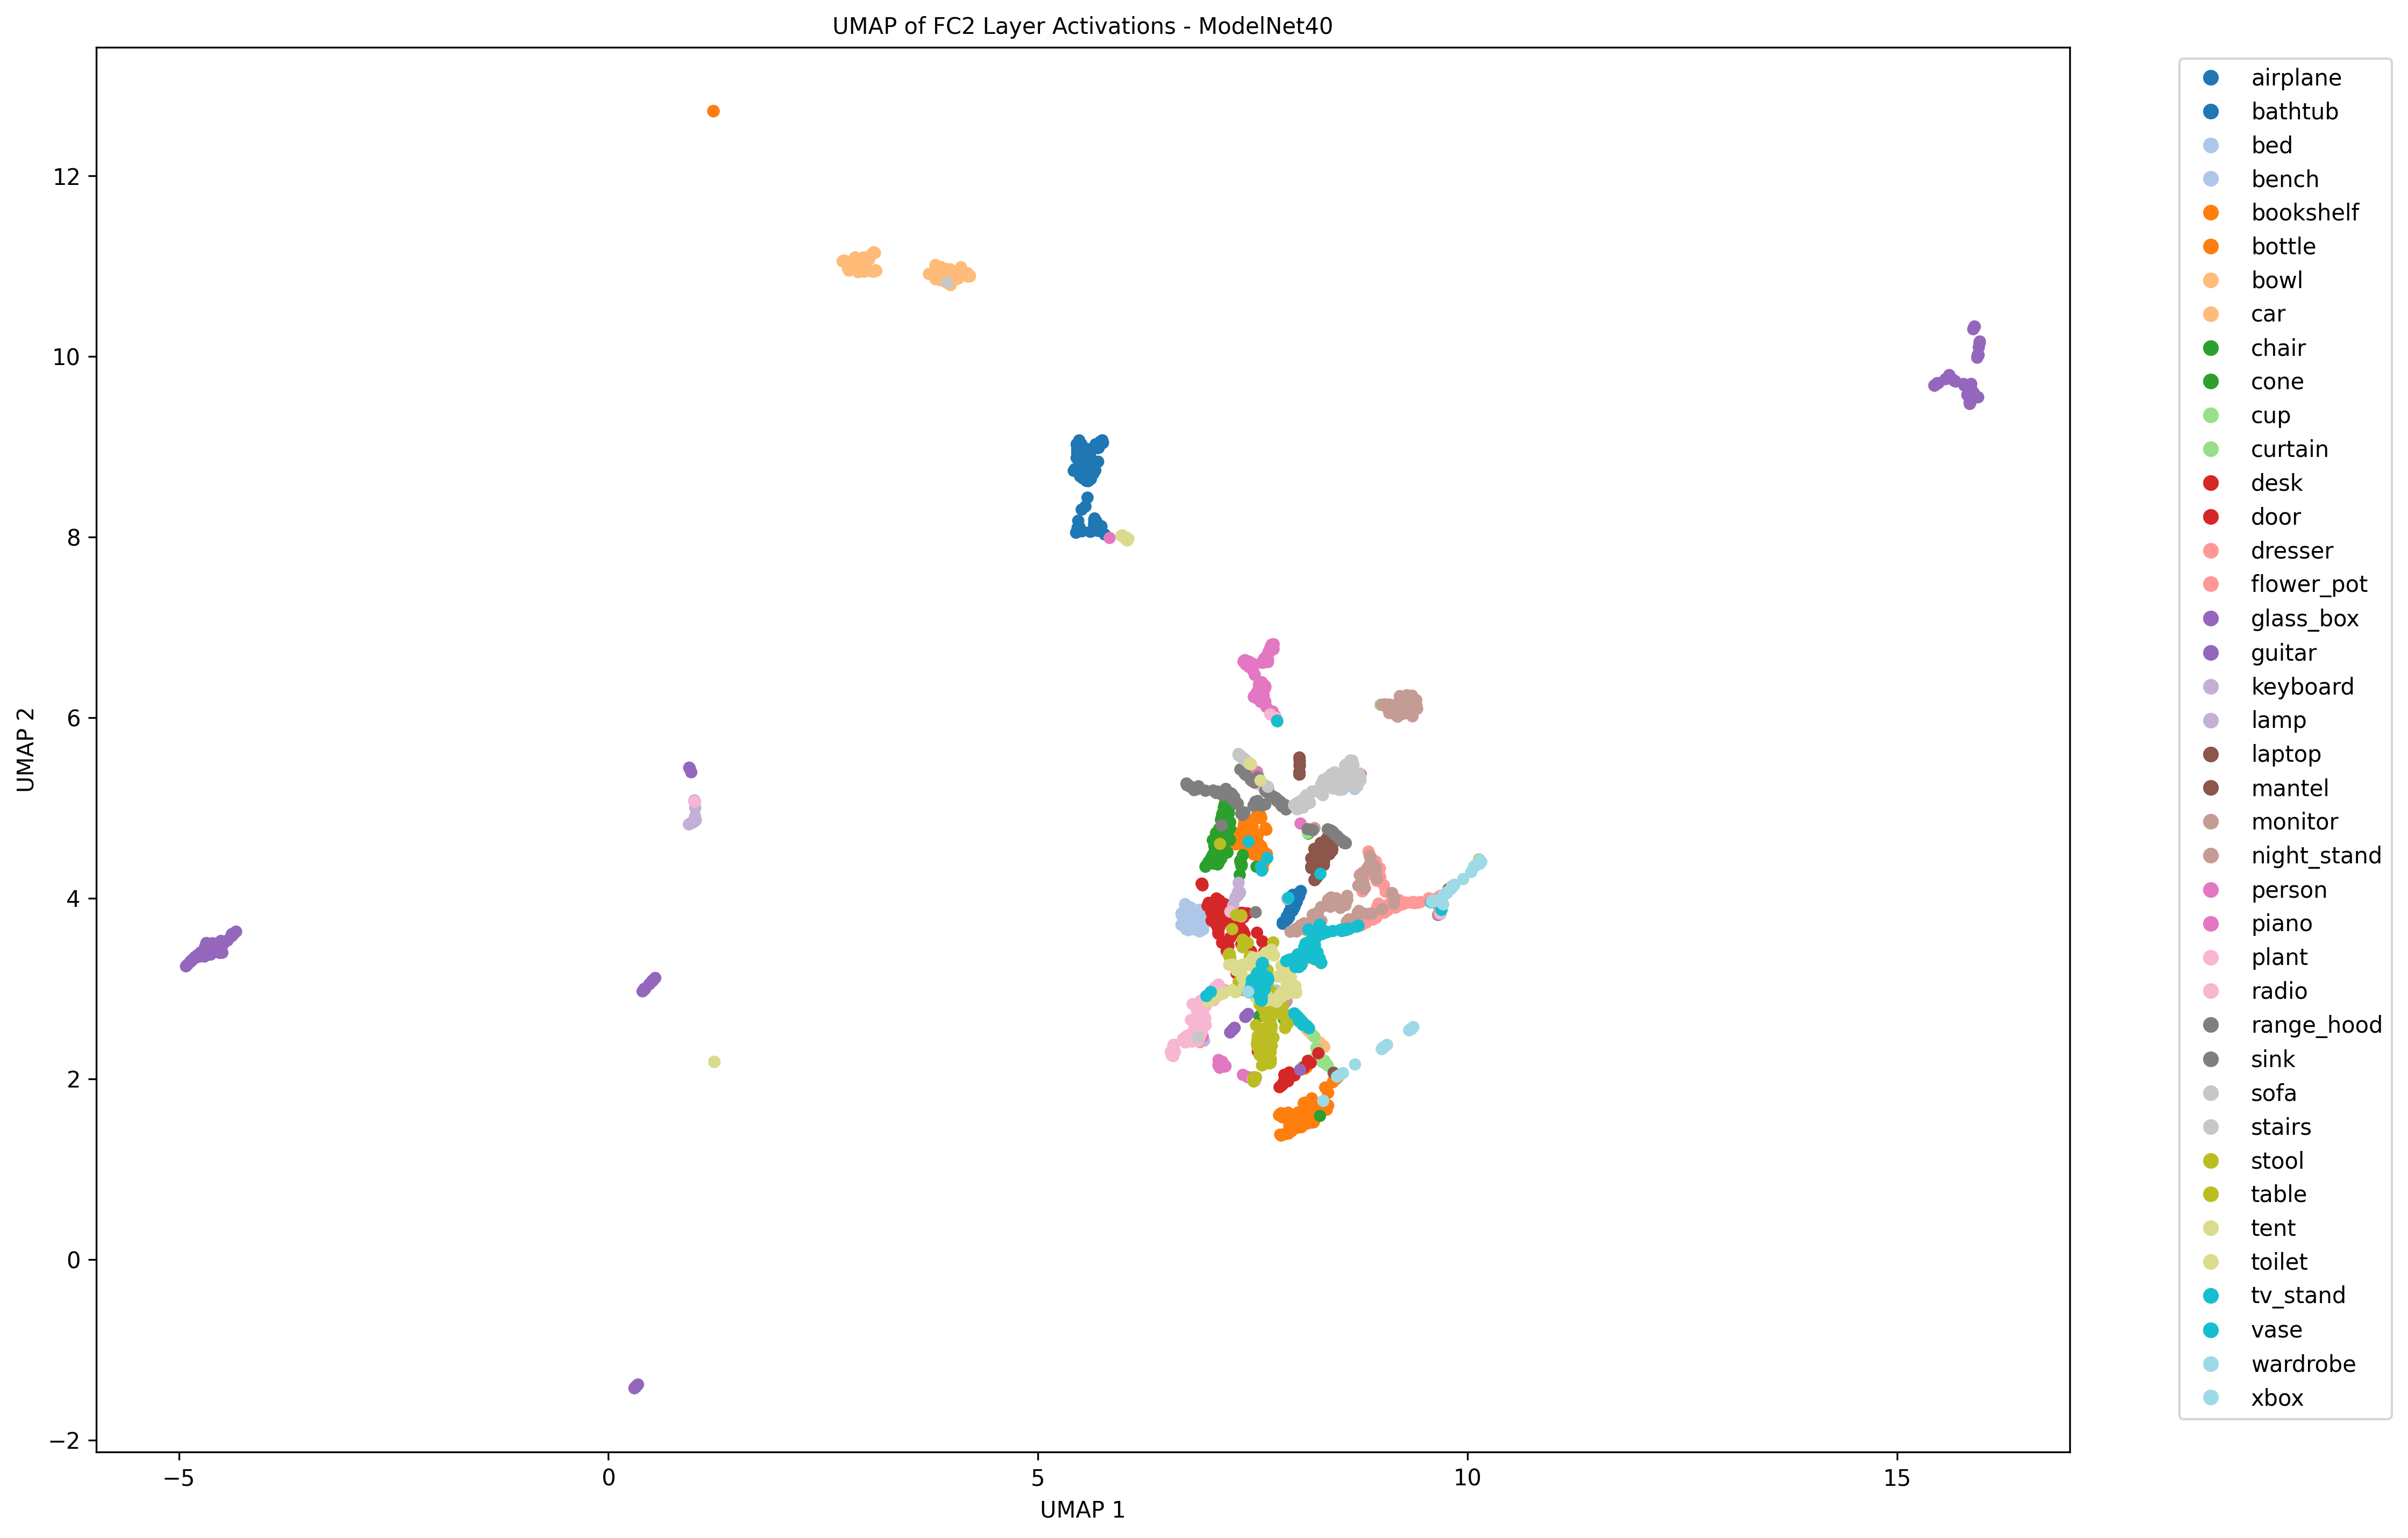 UMAP of FC2 Layer Activations - ModelNet40
12
10
8
6
4
2
0
−2
UMAP 2
−5
0
5
10
15
UMAP 1
airplane
bathtub
bed
bench
bookshelf
bottle
bowl
car
chair
cone
cup
curtain
desk
door
dresser
flower_pot
glass_box
guitar
keyboard
lamp
laptop
mantel
monitor
night_stand
person
piano
plant
radio
range_hood
sink
sofa
stairs
stool
table
tent
toilet
tv_stand
vase
wardrobe
xbox